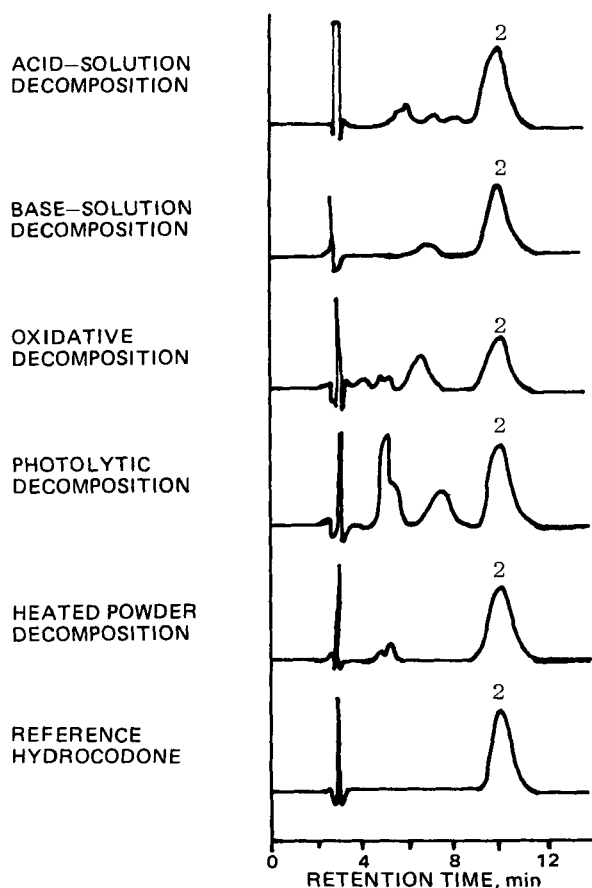 2
ACID–SOLUTION
DECOMPOSITION
2
BASE–SOLUTION
DECOMPOSITION
2
OXIDATIVE
DECOMPOSITION
2
PHOTOLYTIC
DECOMPOSITION
2
HEATED POWDER
DECOMPOSITION
2
REFERENCE
HYDROCODONE
0 4 8 12
RETENTION TIME, min